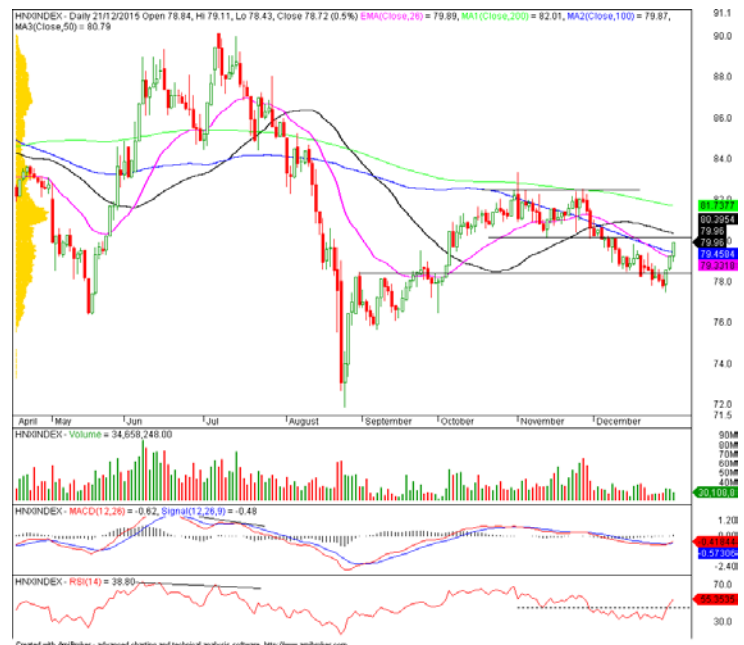 HNXINDEX - Daily 21/12/2015 Open 78.84, Hi 79.11, Lo 78.43, Close 78.72 (0.5%) EMA(Close,26) = 79.89, MA1(Close,200) = 82.01, MA2(Close,100) = 79.87,
MA3(Close,50) = 80.79
91.1
90.0
88.0
86.0
84.0
81.7377
80.3954
79.96
79.96
79.4584
79.3318
78.0
76.0
74.0
72.0
71.5
April May Jun Jul August September October November December
HNXINDEX - Volume = 34,658,248.00
90M
70M
60M
50M
40M
HNXINDEX - MACD(12,26) = -0.62, Signal(12,26,9) = -0.48
1.20
0.00
-0.41844
-0.57306
-2.40
HNXINDEX - RSI(14) = 38.80
70.0
55.3535
30.0
Created with AmiBroker - advanced charting and technical analysis software. http://www.amibroker.com